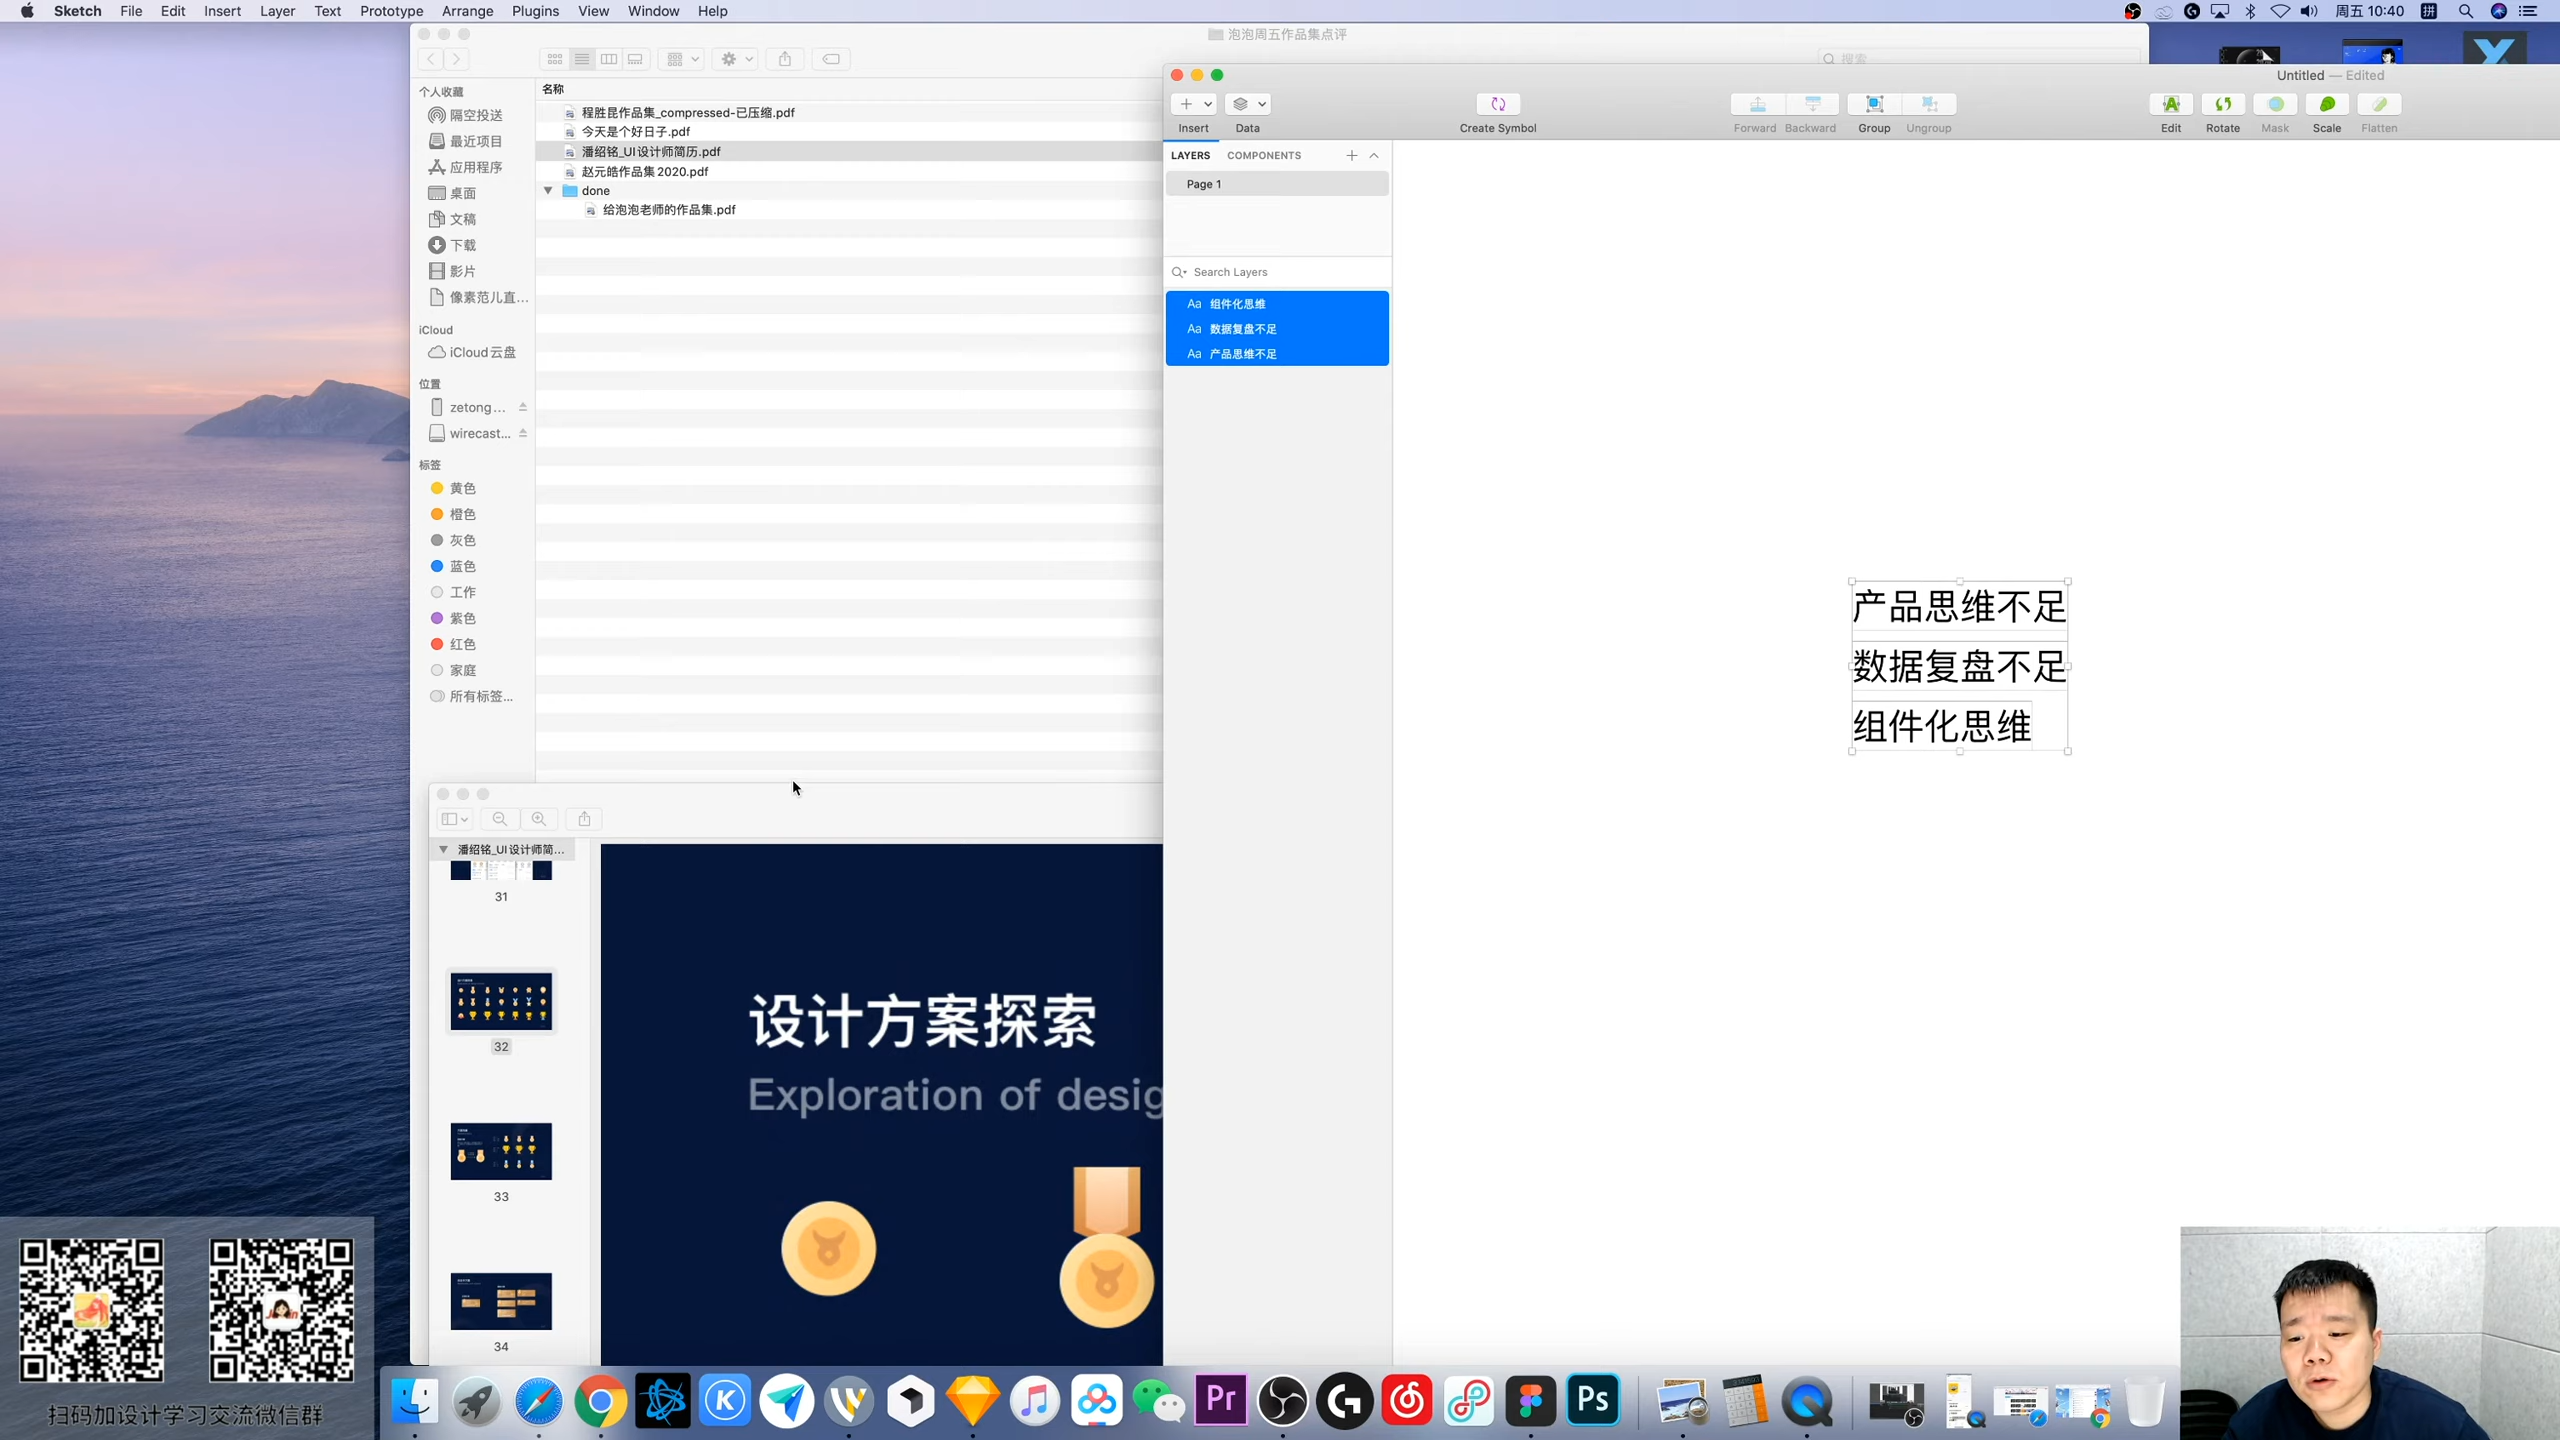 Sketch File Edit Insert Layer Text Prototype Arrange Plugins View Window Help
周五 10:40
泡泡周五作品集点评
搜索
个人收藏
隔空投送
最近项目
应用程序
桌面
文稿
下载
影片
像素范儿直...
iCloud
iCloud 云盘
位置
zetong...
wirecast...
标签
黄色
橙色
灰色
蓝色
工作
紫色
红色
家庭
所有标签...
名称
程胜昆作品集_compressed-已压缩.pdf
今天是个好日子.pdf
潘绍铭_UI设计师简历.pdf
赵元皓作品集2020.pdf
done
给泡泡老师的作品集.pdf
Untitled — Edited
Insert Data Create Symbol Forward Backward Group Ungroup Edit Rotate Mask Scale Flatten
LAYERS COMPONENTS
Page 1
Search Layers
Aa 组件化思维
Aa 数据复盘不足
Aa 产品思维不足
产品思维不足
数据复盘不足
组件化思维
潘绍铭_UI设计师简...
31
32
33
34
设计方案探索
Exploration of desig
扫码加设计学习交流微信群
Pr
Ps